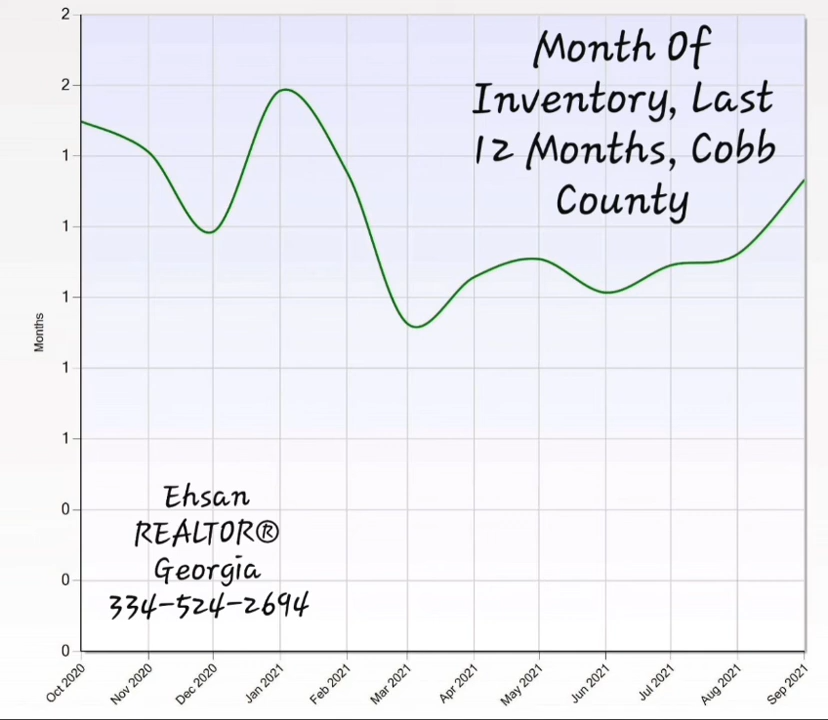 2
2
1
1
1
1
1
0
0
0
Months
Month Of
Inventory, Last
12 Months, Cobb
County
Ehsan
REALTOR®
Georgia
334-524-2694
Oct 2020
Nov 2020
Dec 2020
Jan 2021
Feb 2021
Mar 2021
Apr 2021
May 2021
Jun 2021
Jul 2021
Aug 2021
Sep 2021